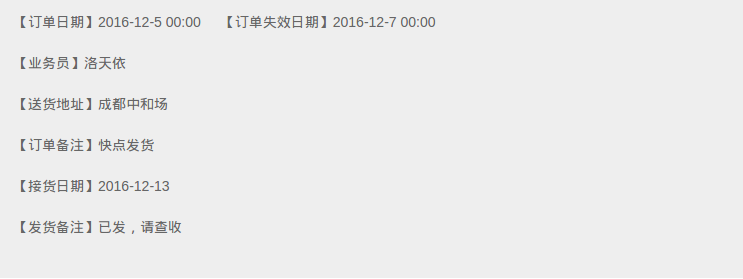 【订单日期】2016-12-5 00:00 【订单失效日期】2016-12-7 00:00
【业务员】洛天依
【送货地址】成都中和场
【订单备注】快点发货
【接货日期】2016-12-13
【发货备注】已发，请查收